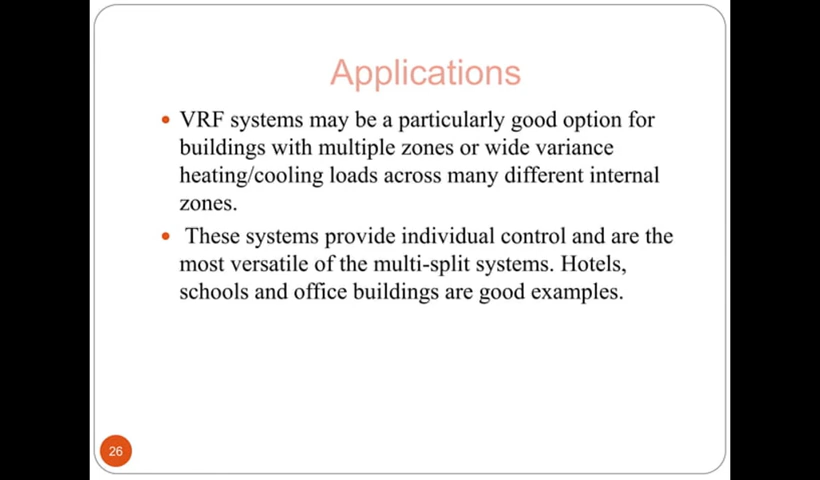 Applications
• VRF systems may be a particularly good option for
buildings with multiple zones or wide variance
heating/cooling loads across many different internal
zones.
• These systems provide individual control and are the
most versatile of the multi-split systems. Hotels,
schools and office buildings are good examples.
26